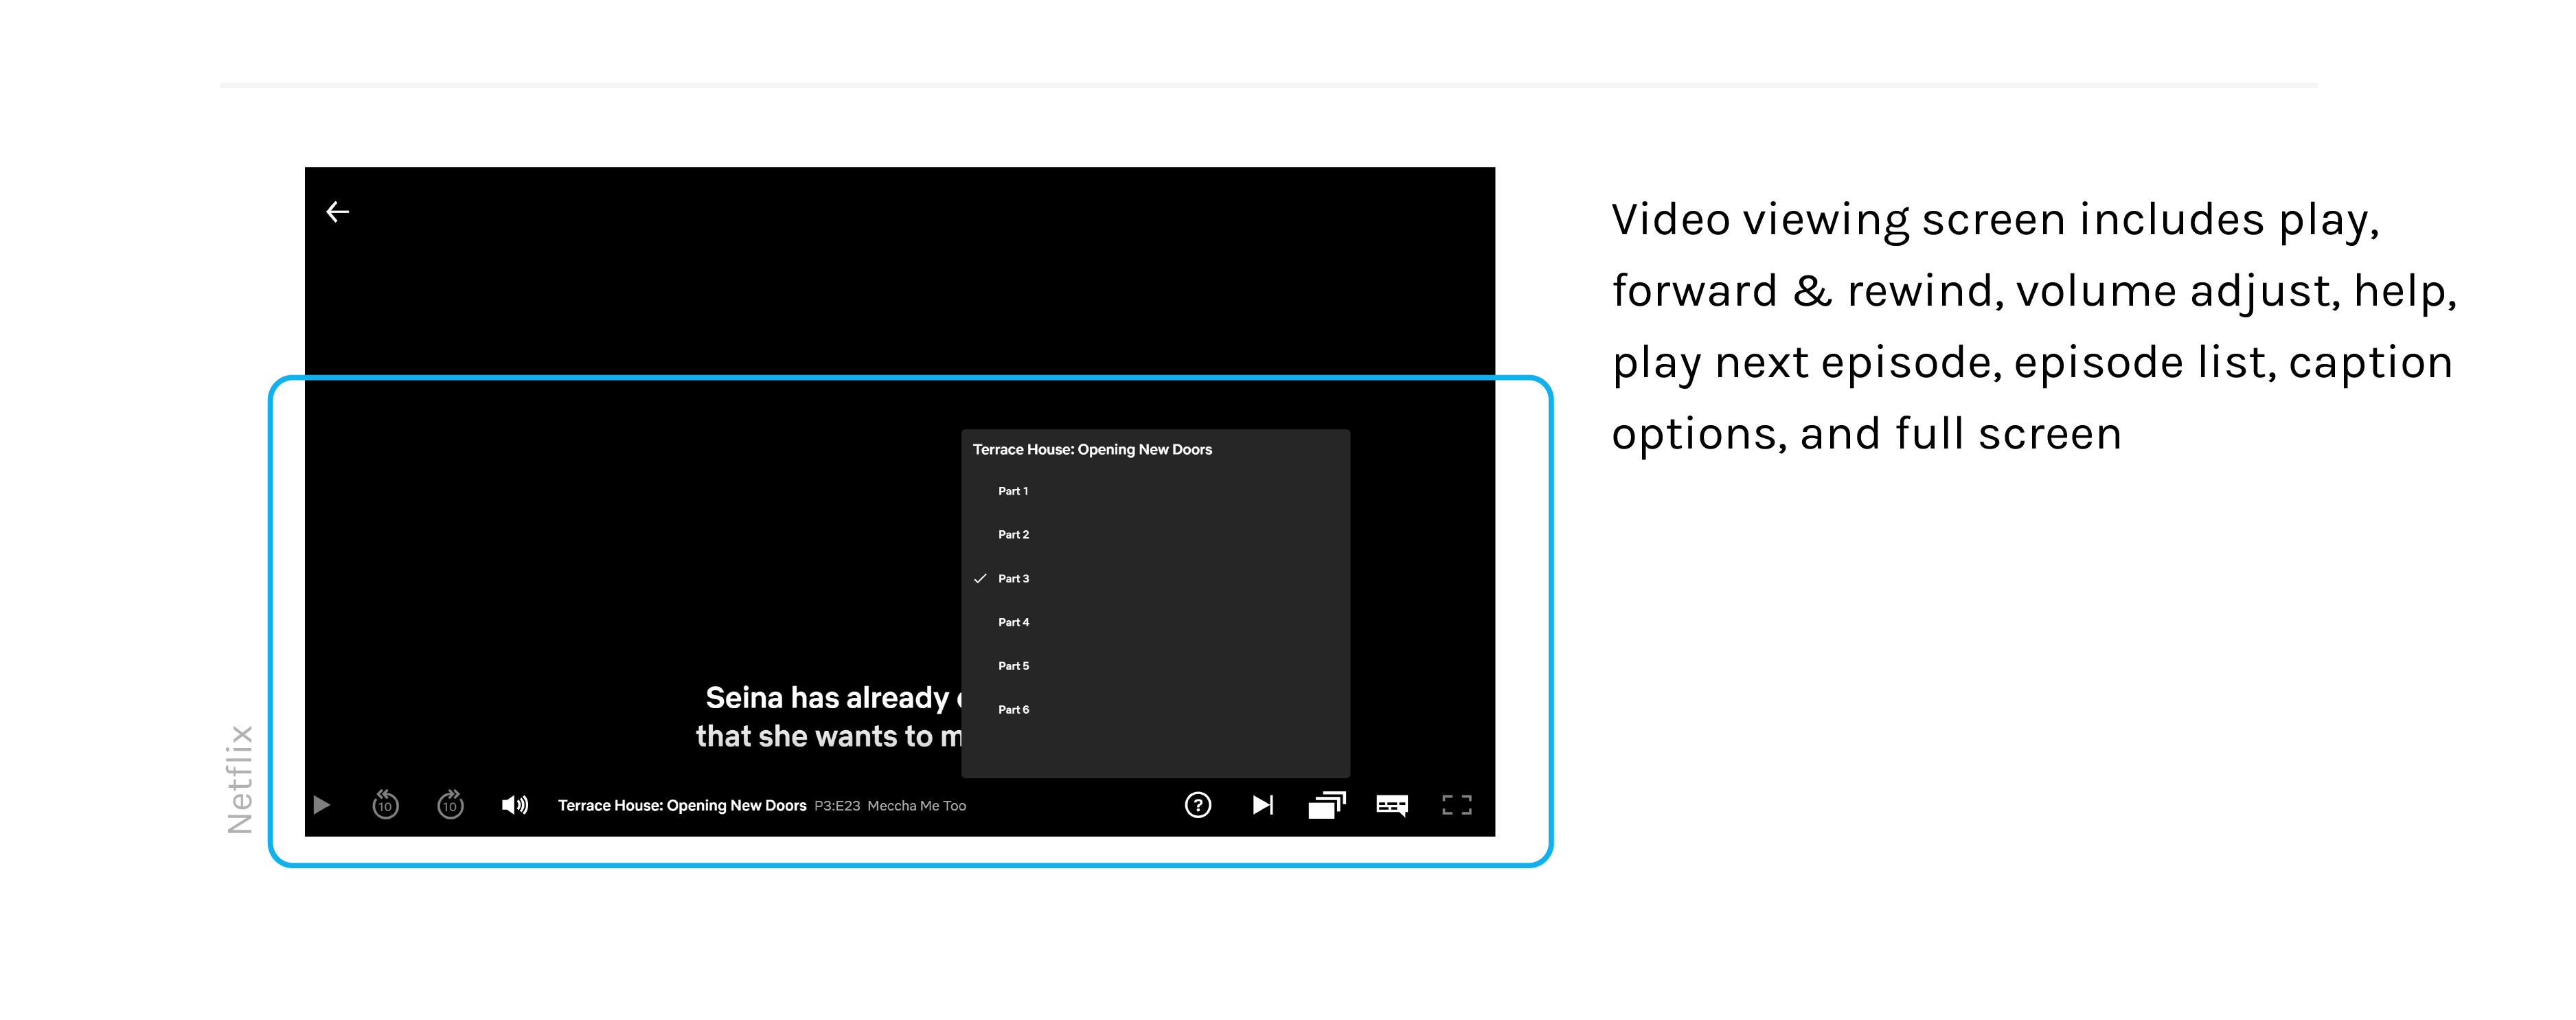 Video viewing screen includes play,
forward & rewind, volume adjust, help,
play next episode, episode list, caption
options, and full screen
Terrace House: Opening New Doors
Part 1
Part 2
Part 3
Part 4
Part 5
Part 6
Seina has already
that she wants to
10 10 Terrace House: Opening New Doors P3:E23 Meccha Me Too ?
Netflix